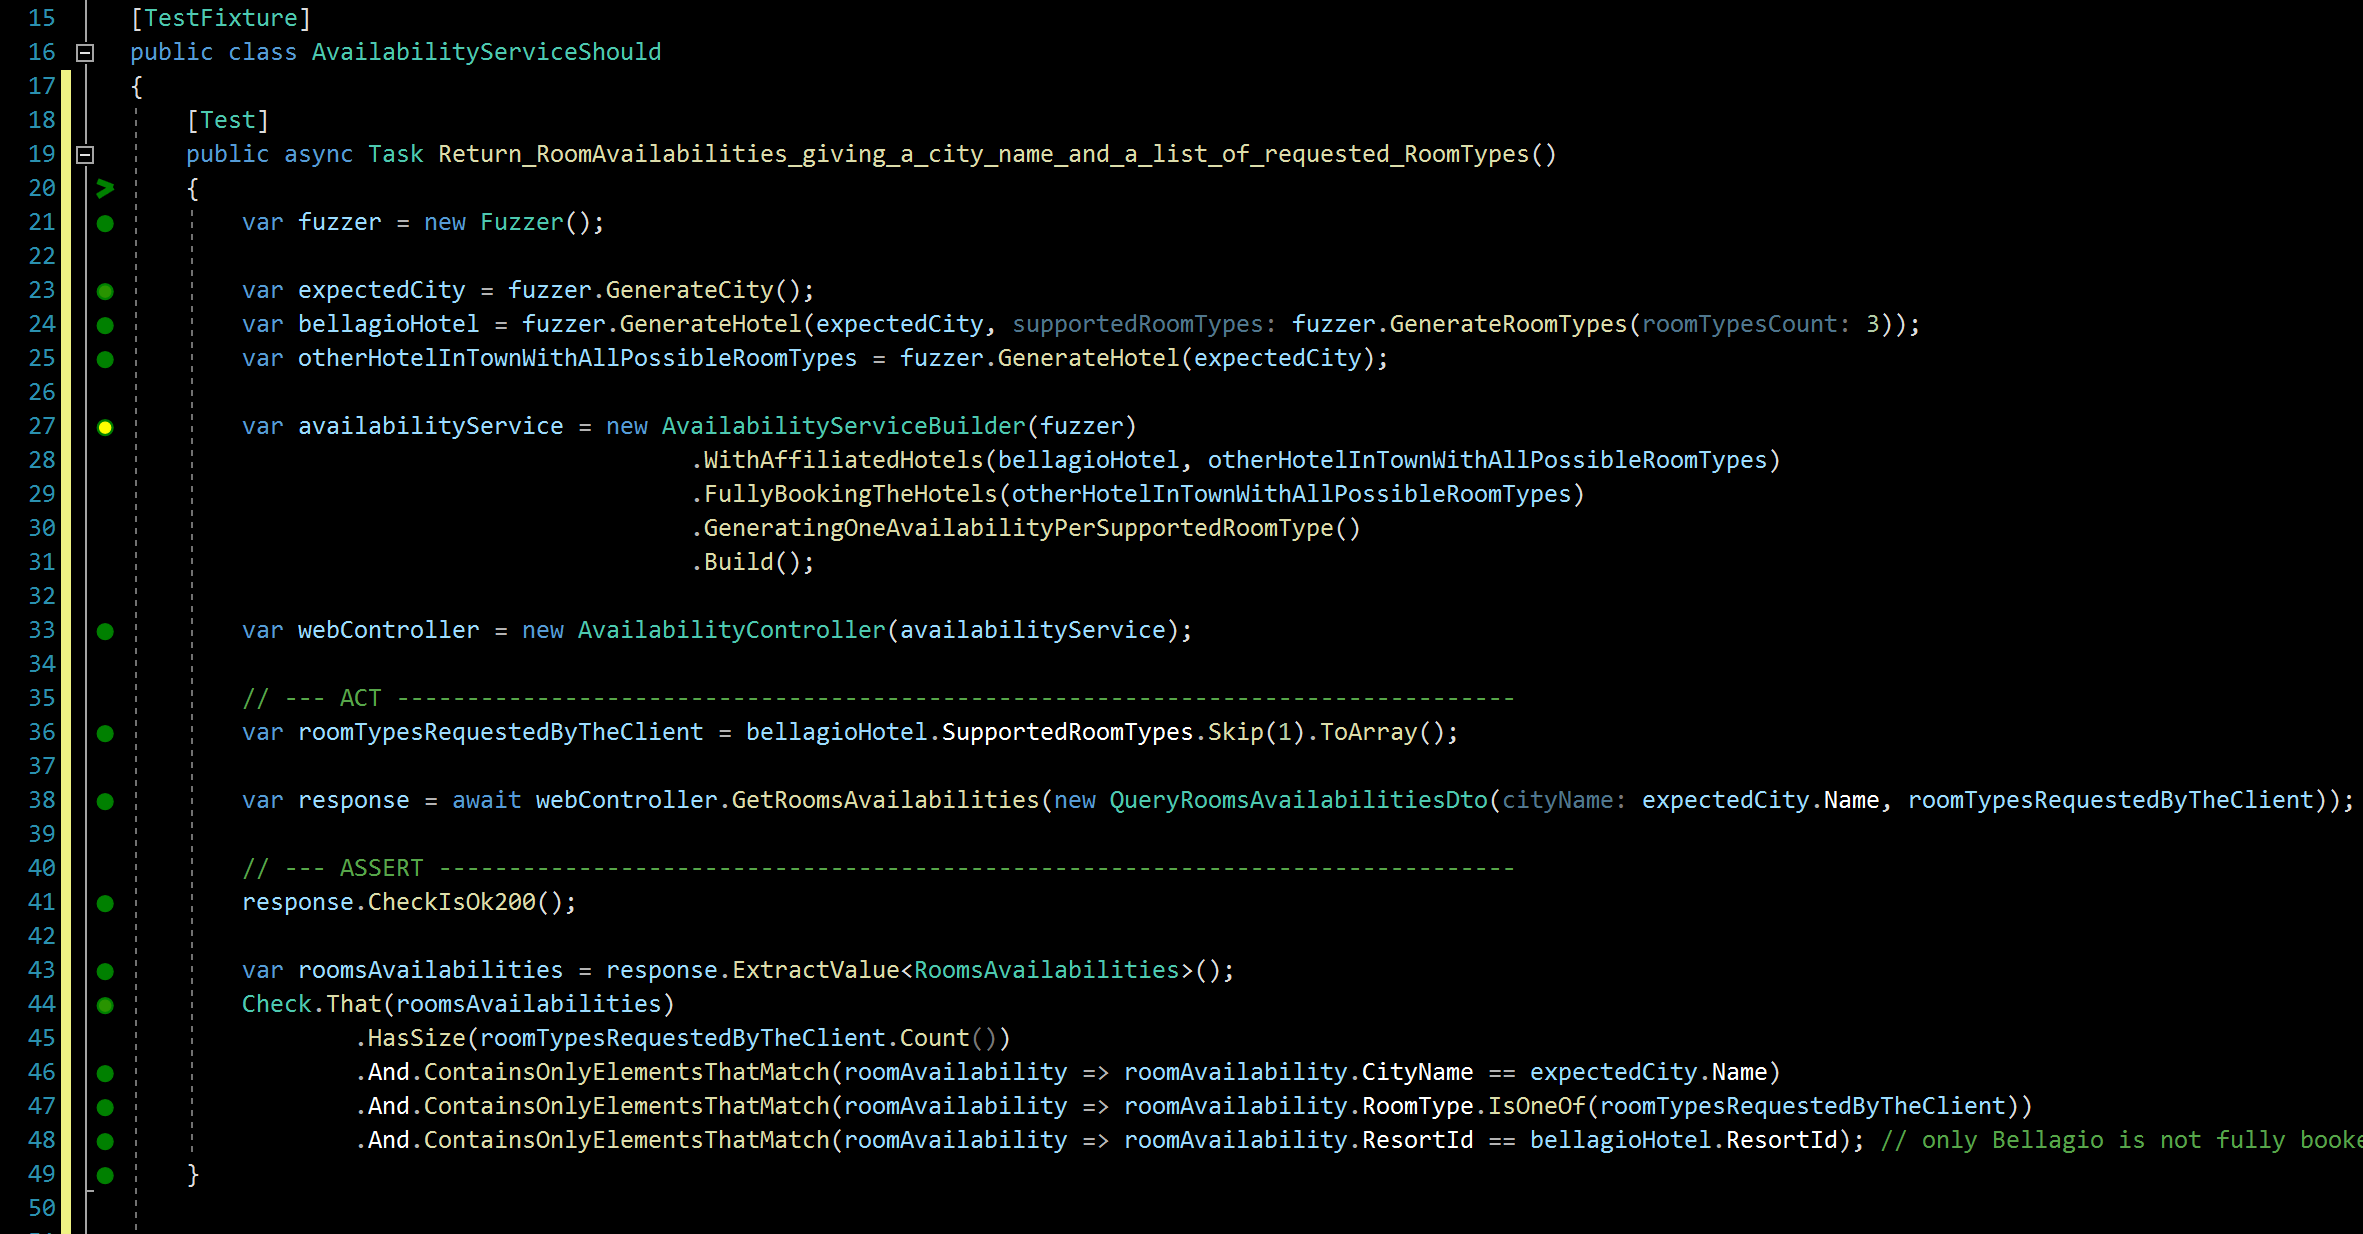 15 [TestFixture]
16 public class AvailabilityServiceShould
17 {
18 [Test]
19 public async Task Return_RoomAvailabilities_giving_a_city_name_and_a_list_of_requested_RoomTypes()
20 {
21 var fuzzer = new Fuzzer();
22
23 var expectedCity = fuzzer.GenerateCity();
24 var bellagioHotel = fuzzer.GenerateHotel(expectedCity, supportedRoomTypes: fuzzer.GenerateRoomTypes(roomTypesCount: 3));
25 var otherHotelInTownWithAllPossibleRoomTypes = fuzzer.GenerateHotel(expectedCity);
26
27 var availabilityService = new AvailabilityServiceBuilder(fuzzer)
28 .WithAffiliatedHotels(bellagioHotel, otherHotelInTownWithAllPossibleRoomTypes)
29 .FullyBookingTheHotels(otherHotelInTownWithAllPossibleRoomTypes)
30 .GeneratingOneAvailabilityPerSupportedRoomType()
31 .Build();
32
33 var webController = new AvailabilityController(availabilityService);
34
35 // --- ACT --------------------------------------------------------------------------------
36 var roomTypesRequestedByTheClient = bellagioHotel.SupportedRoomTypes.Skip(1).ToArray();
37
38 var response = await webController.GetRoomsAvailabilities(new QueryRoomsAvailabilitiesDto(cityName: expectedCity.Name, roomTypesRequestedByTheClient));
39
40 // --- ASSERT -----------------------------------------------------------------------------
41 response.CheckIsOk200();
42
43 var roomsAvailabilities = response.ExtractValue<RoomsAvailabilities>();
44 Check.That(roomsAvailabilities)
45 .HasSize(roomTypesRequestedByTheClient.Count())
46 .And.ContainsOnlyElementsThatMatch(roomAvailability => roomAvailability.CityName == expectedCity.Name)
47 .And.ContainsOnlyElementsThatMatch(roomAvailability => roomAvailability.RoomType.IsOneOf(roomTypesRequestedByTheClient))
48 .And.ContainsOnlyElementsThatMatch(roomAvailability => roomAvailability.ResortId == bellagioHotel.ResortId); // only Bellagio is not fully booke
49 }
50